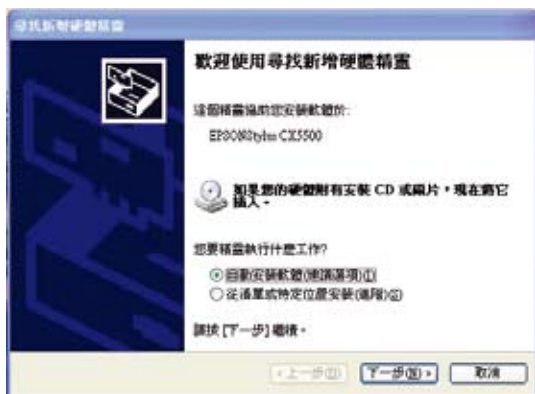 尋找新增硬體精靈
歡迎使用尋找新增硬體精靈
這個精靈協助您安裝軟體於:
EPSON Stylus CX5500
如果您的硬體附有安裝 CD 或磁片,現在將它
插入。
您要精靈執行什麼工作?
自動安裝軟體(建議選項)(I)
從清單或特定位置安裝(進階)(S)
請按 [下一步] 繼續。
<上一步(B)
下一步(N)>
取消